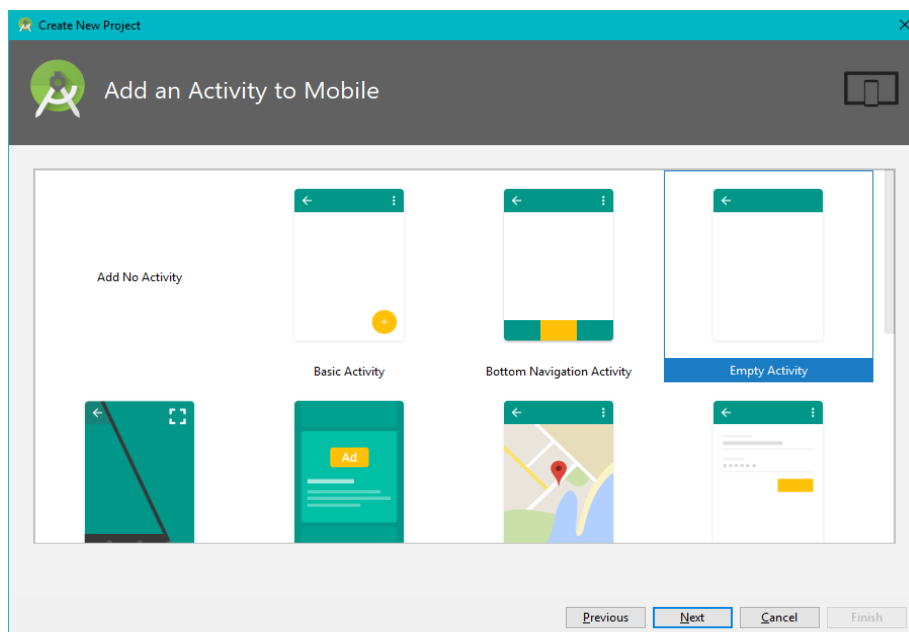 Create New Project
Add an Activity to Mobile
Add No Activity
Basic Activity
Bottom Navigation Activity
Empty Activity
Ad
Previous
Next
Cancel
Finish